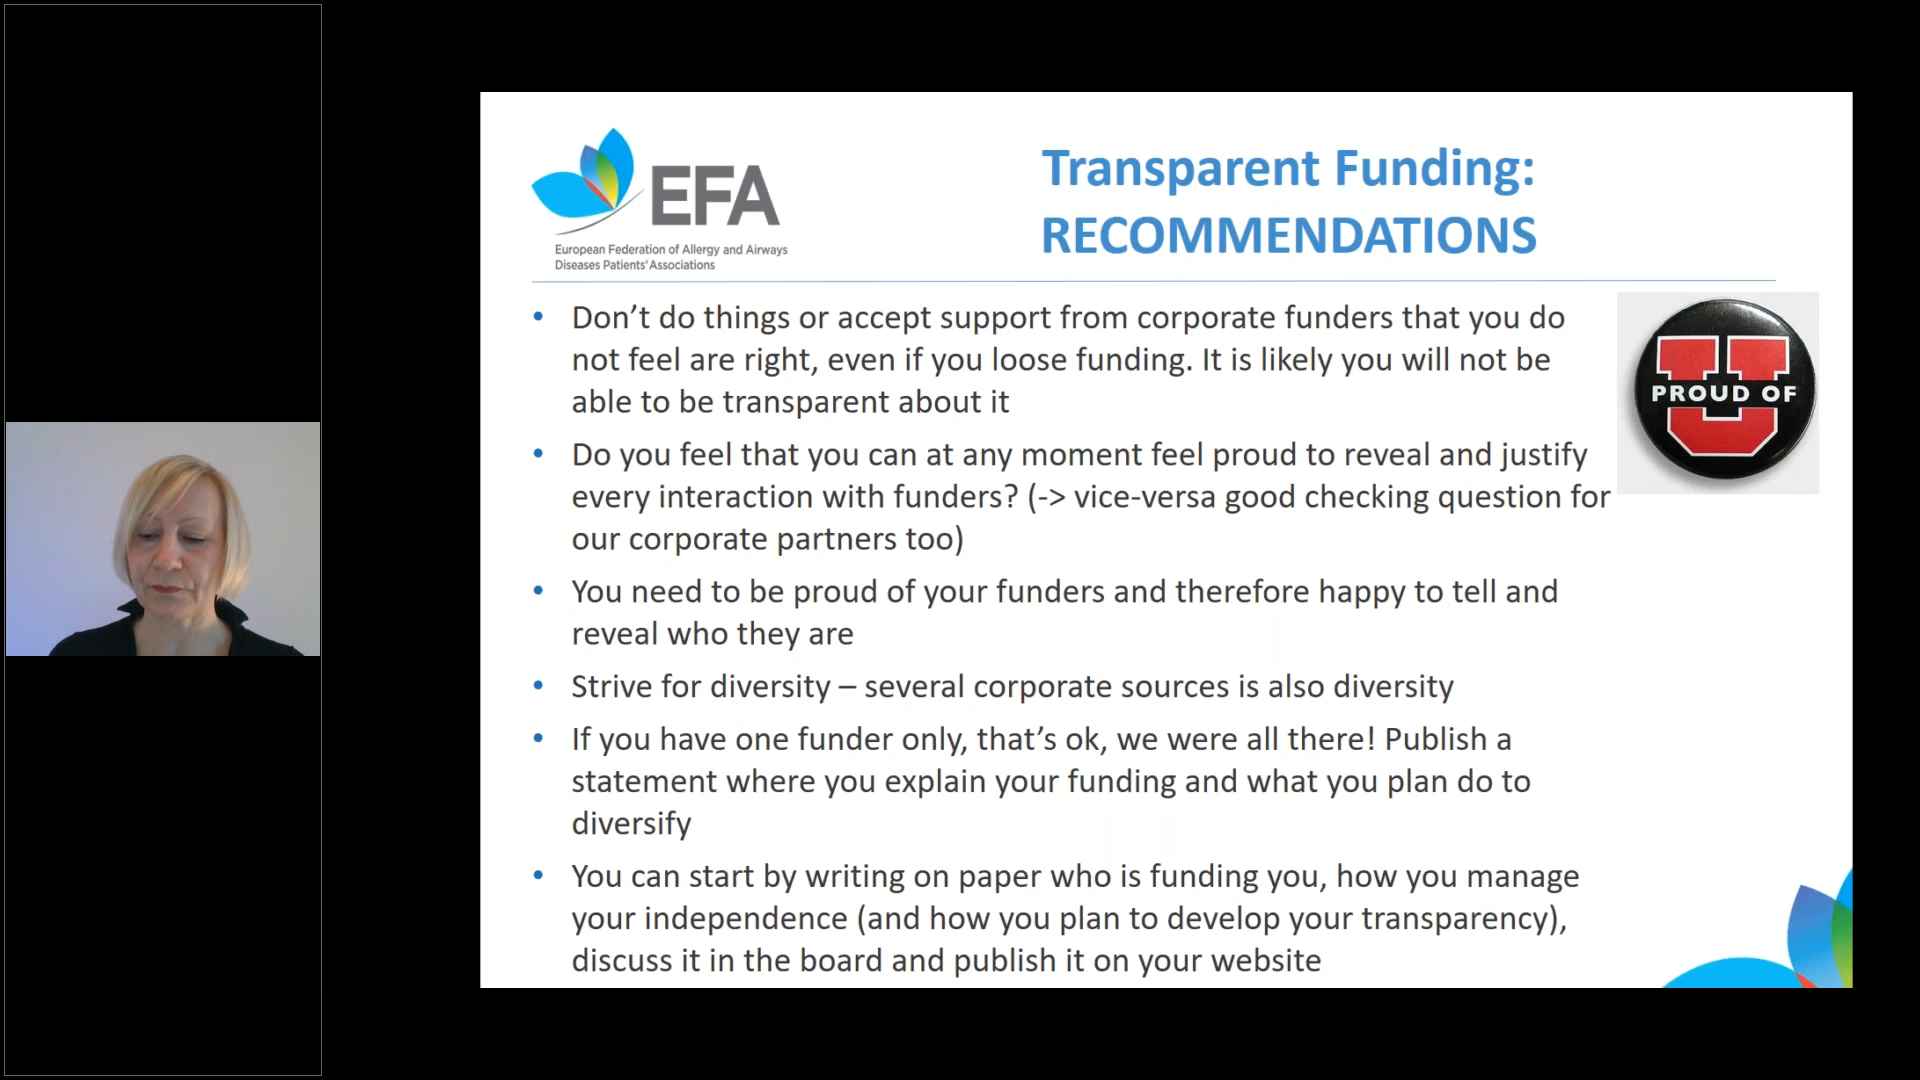 EFA
European Federation of Allergy and Airways
Diseases Patients' Associations
Transparent Funding:
RECOMMENDATIONS
• Don’t do things or accept support from corporate funders that you do
not feel are right, even if you loose funding. It is likely you will not be
able to be transparent about it
• Do you feel that you can at any moment feel proud to reveal and justify
every interaction with funders? (-> vice-versa good checking question for
our corporate partners too)
• You need to be proud of your funders and therefore happy to tell and
reveal who they are
• Strive for diversity – several corporate sources is also diversity
• If you have one funder only, that’s ok, we were all there! Publish a
statement where you explain your funding and what you plan do to
diversify
• You can start by writing on paper who is funding you, how you manage
your independence (and how you plan to develop your transparency),
discuss it in the board and publish it on your website
PROUD OF
U